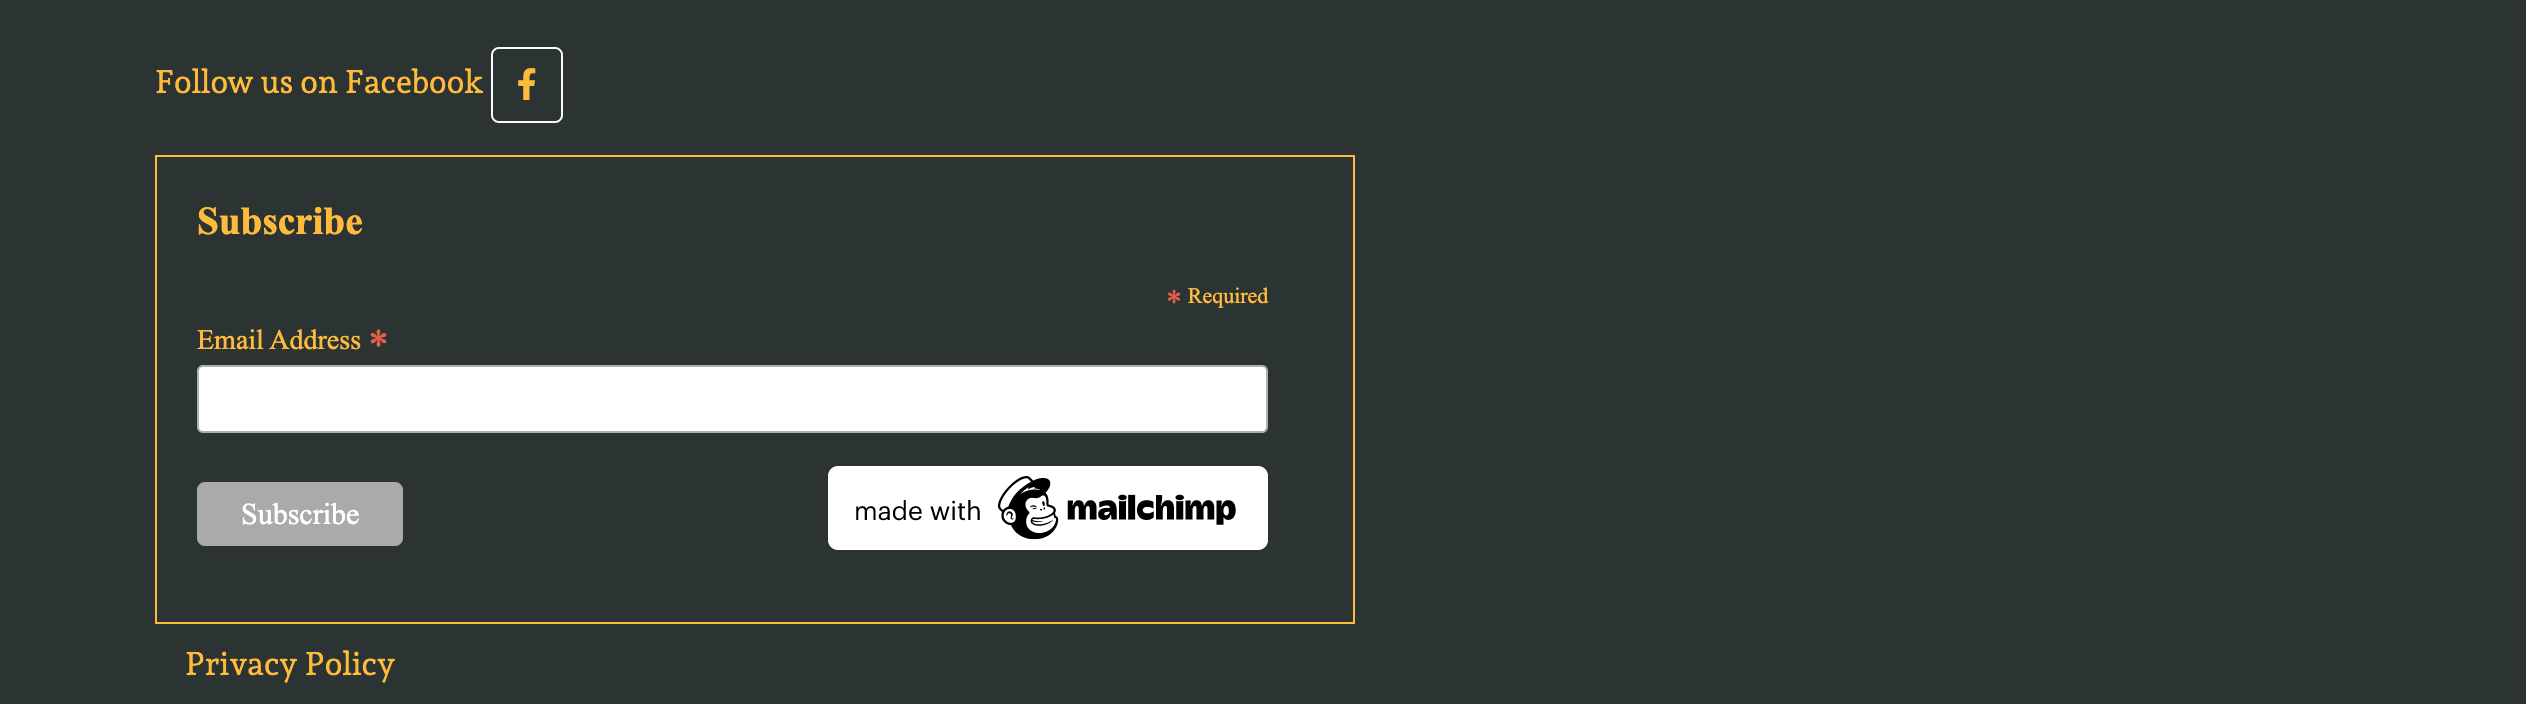 Follow us on Facebook
Subscribe
* Required
Email Address *
Subscribe
made with mailchimp
Privacy Policy